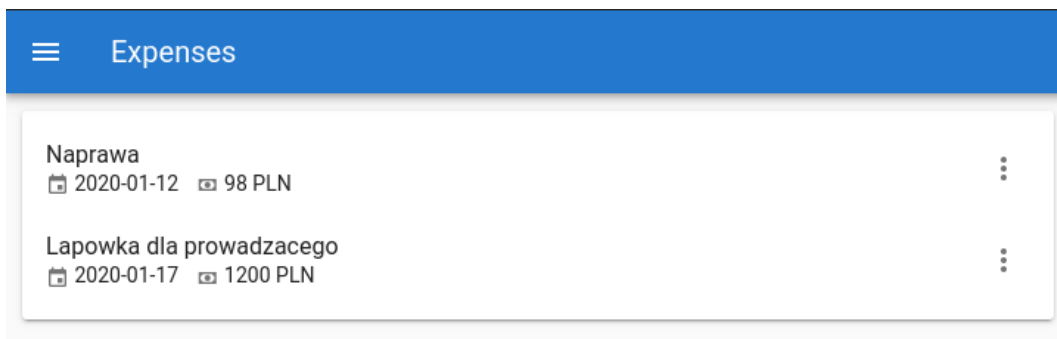 Expenses
Naprawa
2020-01-12 98 PLN
Lapowka dla prowadzacego
2020-01-17 1200 PLN